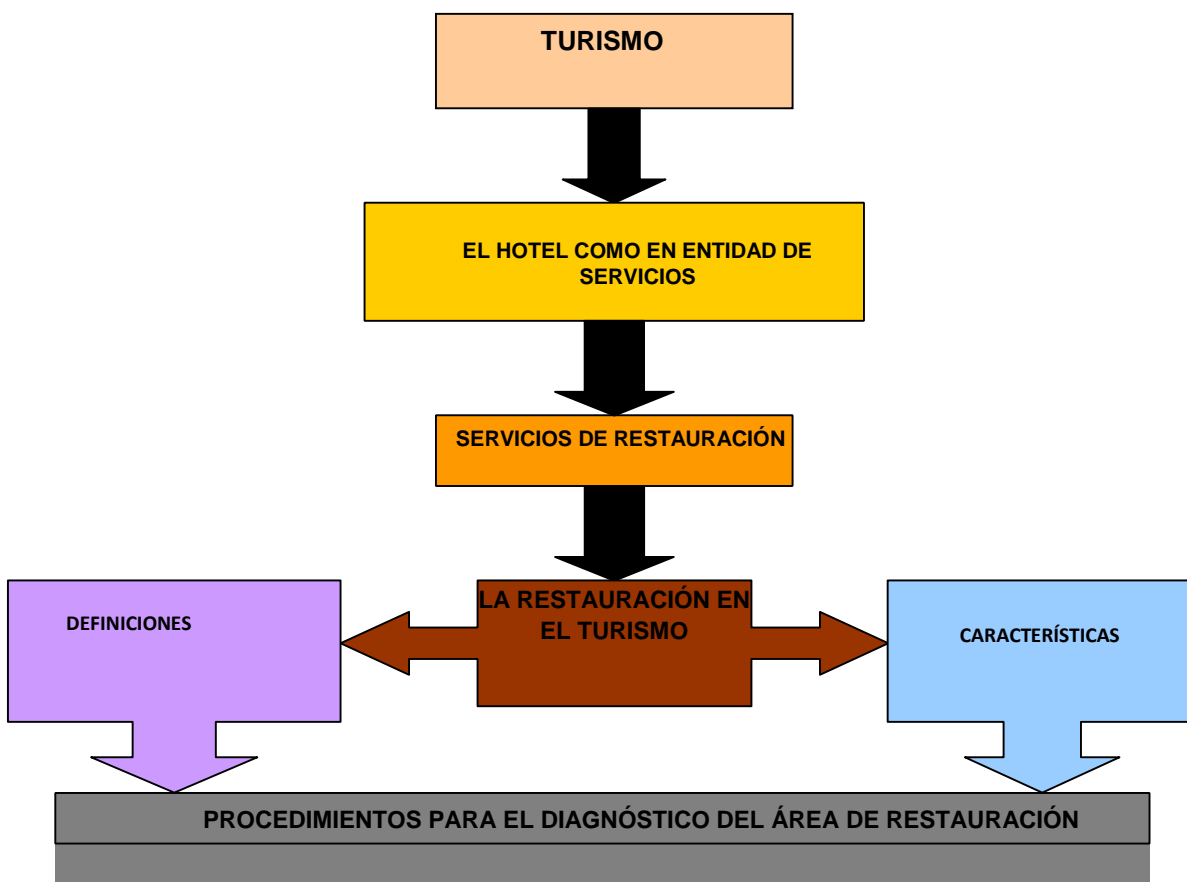 TURISMO
EL HOTEL COMO EN ENTIDAD DE
SERVICIOS
SERVICIOS DE RESTAURACIÓN
LA RESTAURACIÓN EN
EL TURISMO
DEFINICIONES
CARACTERÍSTICAS
PROCEDIMIENTOS PARA EL DIAGNÓSTICO DEL ÁREA DE RESTAURACIÓN